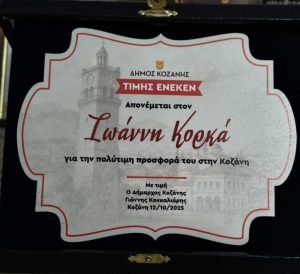 ΔΗΜΟΣ ΚΟΖΑΝΗΣ
ΤΙΜΗΣ ΕΝΕΚΕΝ
Απονέμεται στον
Ιωάννη Κορκά
για την πολύτιμη προσφορά του στην Κοζάνη
Με τιμή
Ο Δήμαρχος Κοζάνης
Γιάννης Κοκκαλιάρης
Κοζάνη 12/10/2025